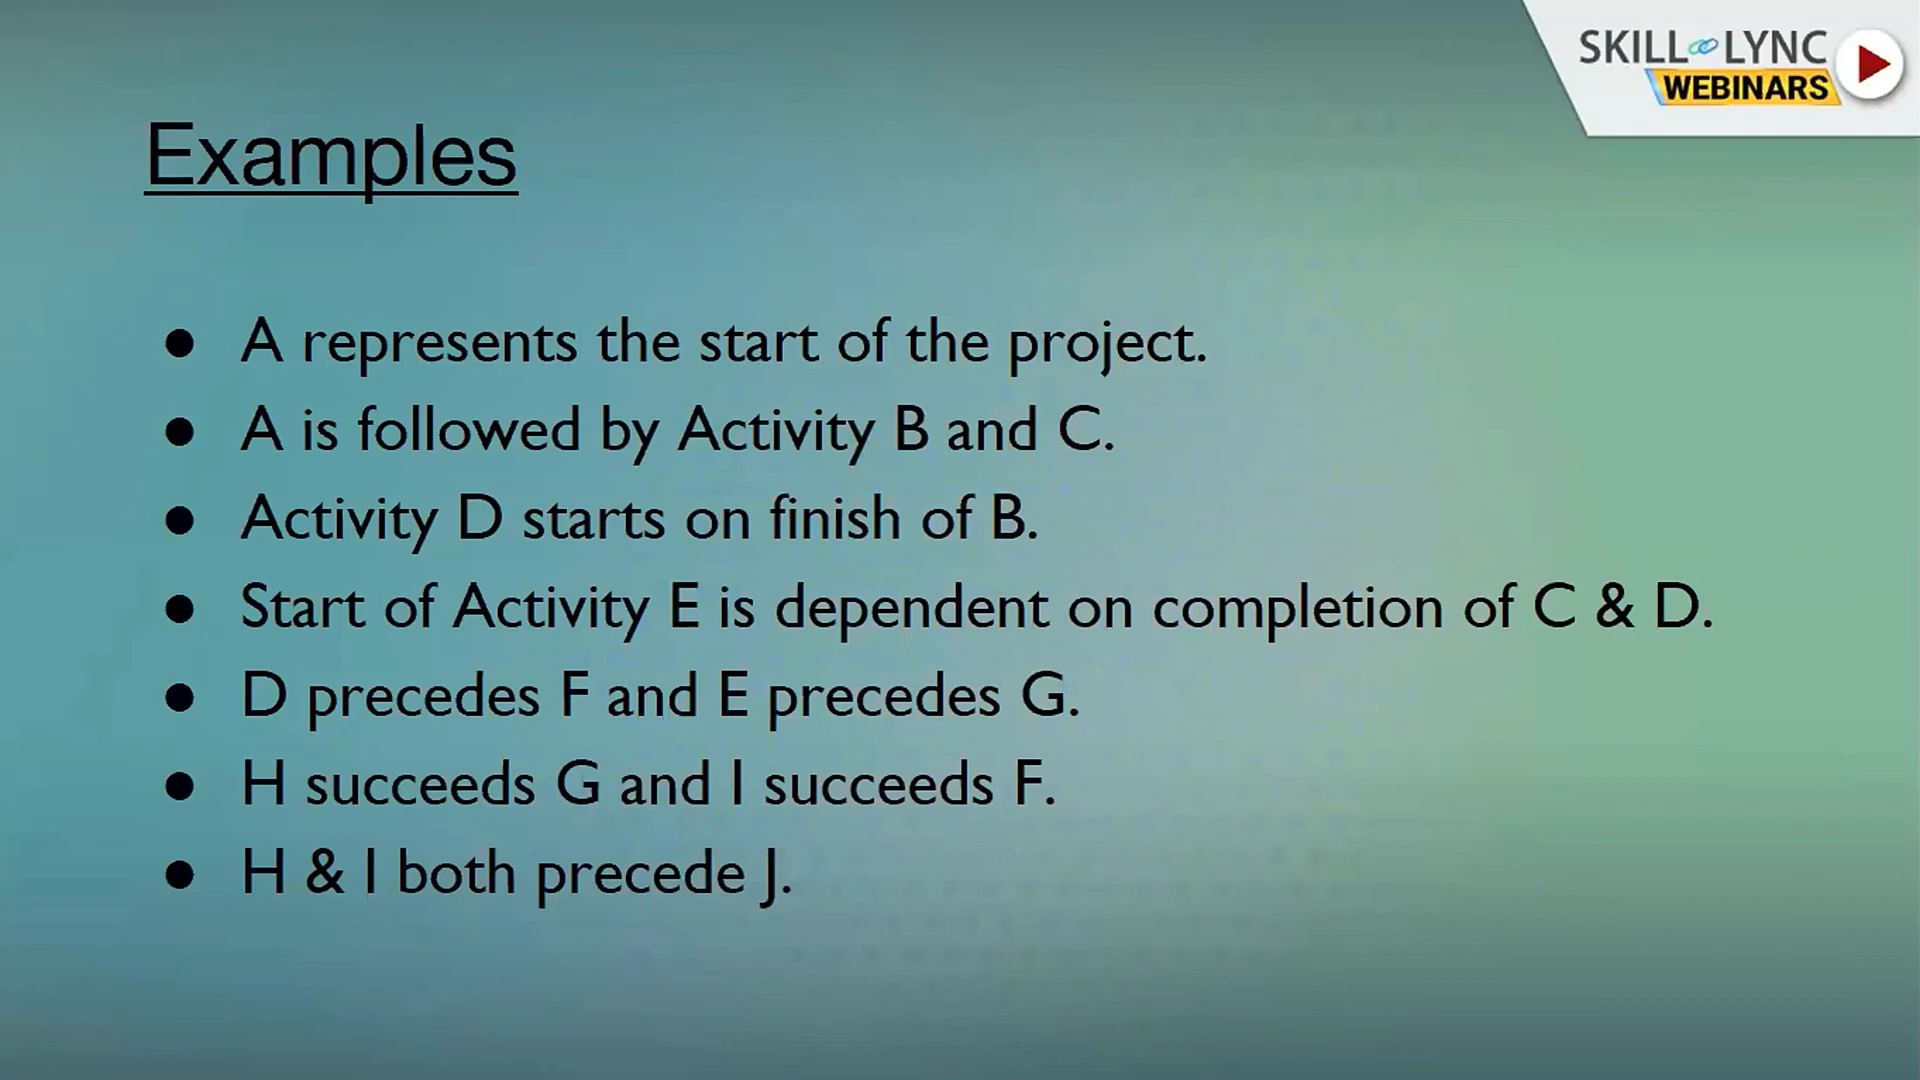 SKILL LYNC
WEBINARS
Examples
● A represents the start of the project.
● A is followed by Activity B and C.
● Activity D starts on finish of B.
● Start of Activity E is dependent on completion of C & D.
● D precedes F and E precedes G.
● H succeeds G and I succeeds F.
● H & I both precede J.